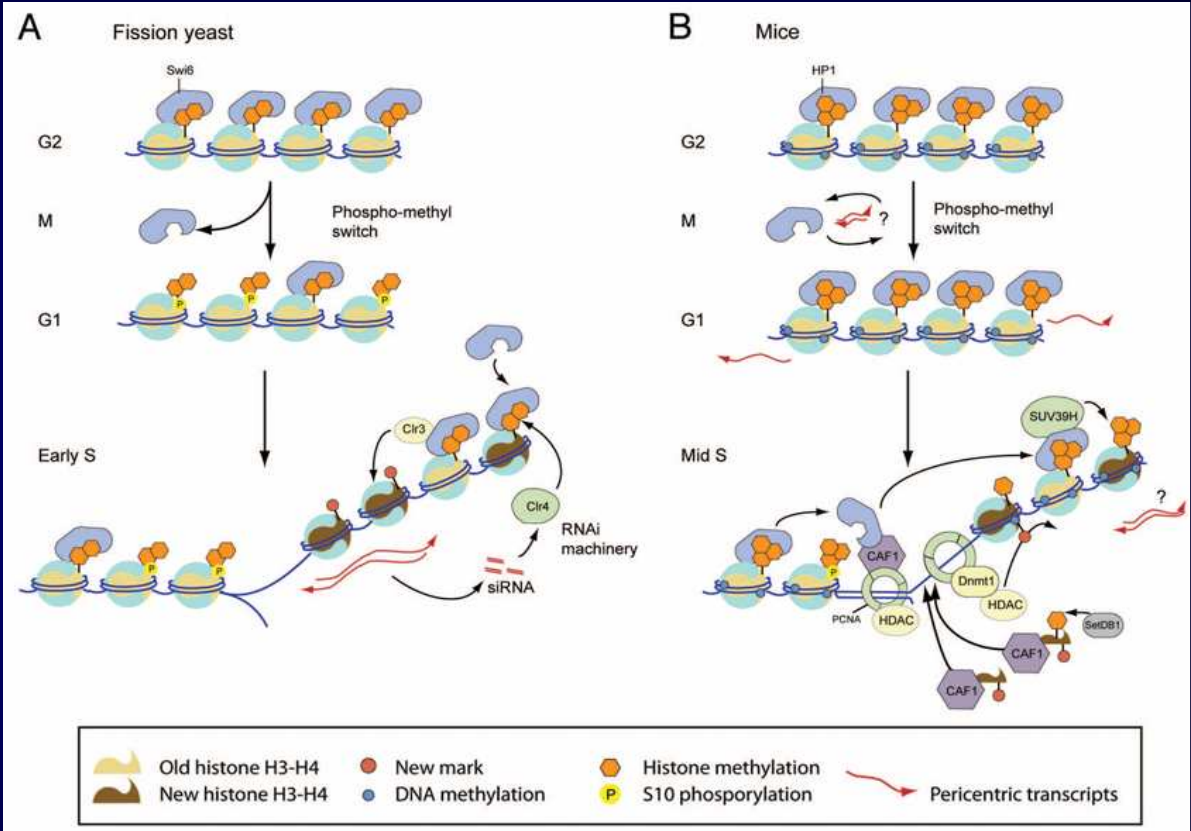 A
Fission yeast
Swi6
G2
M
Phospho-methyl
switch
P
P
P
G1
Early S
Clr3
Clr4
RNAi
machinery
siRNA
P
P
B
Mice
HP1
G2
M
?
Phospho-methyl
switch
G1
Mid S
SUV39H
?
P
CAF1
Dnmt1
PCNA
HDAC
HDAC
SetDB1
CAF1
CAF1
Old histone H3-H4
New histone H3-H4
New mark
DNA methylation
Histone methylation
P
S10 phosporylation
Pericentric transcripts